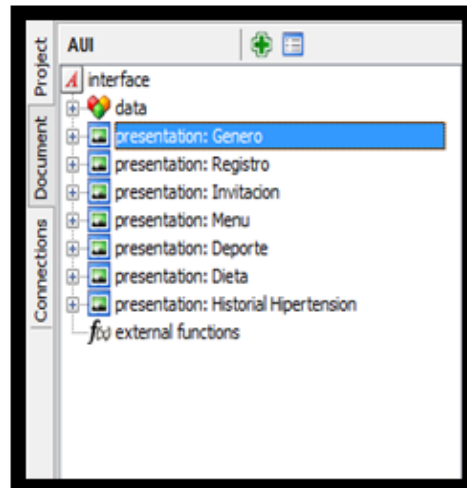 Project
Document
Connections
AUI
A interface
data
presentation: Genero
presentation: Registro
presentation: Invitacion
presentation: Menu
presentation: Deporte
presentation: Dieta
presentation: Historial Hipertension
f(x) external functions